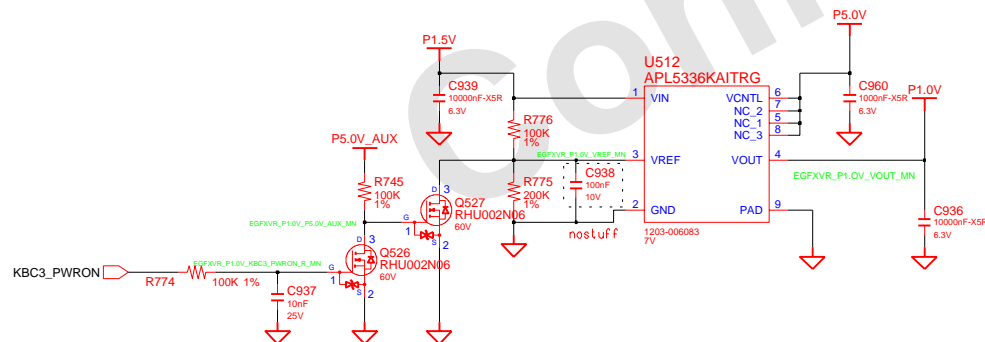 Com
P5.0V
P1.5V
U512
APL5336KAITRG
C939
10000nF-X5R
6.3V
1
VIN
VCNTL
6
NC_2
7
NC_1
5
NC_3
8
C960
1000nF-X5R
6.3V
P1.0V
R776
100K
1%
P5.0V_AUX
EGFXVR_P1.0V_VREF_MN
3
VREF
VOUT
4
EGFXVR_P1.0V_VOUT_MN
C938
100nF
10V
R745
100K
1%
D
3
Q527
RHU002N06
60V
G
1
S
2
R775
200K
1%
2
GND
PAD
9
nostuff
1203-006083
7V
C936
10000nF-X5R
6.3V
EGFXVR_P1.0V_P5.0V_AUX_MN
D
3
Q526
RHU002N06
60V
G
1
S
2
KBC3_PWRON
EGFXVR_P1.0V_KBC3_PWRON_R_MN
R774
100K 1%
C937
10nF
25V